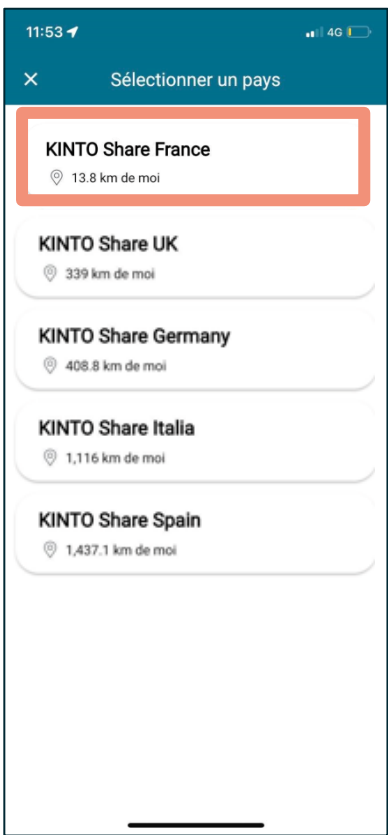 11:53 4G
Sélectionner un pays
KINTO Share France
13.8 km de moi
KINTO Share UK
339 km de moi
KINTO Share Germany
408.8 km de moi
KINTO Share Italia
1,116 km de moi
KINTO Share Spain
1,437.1 km de moi